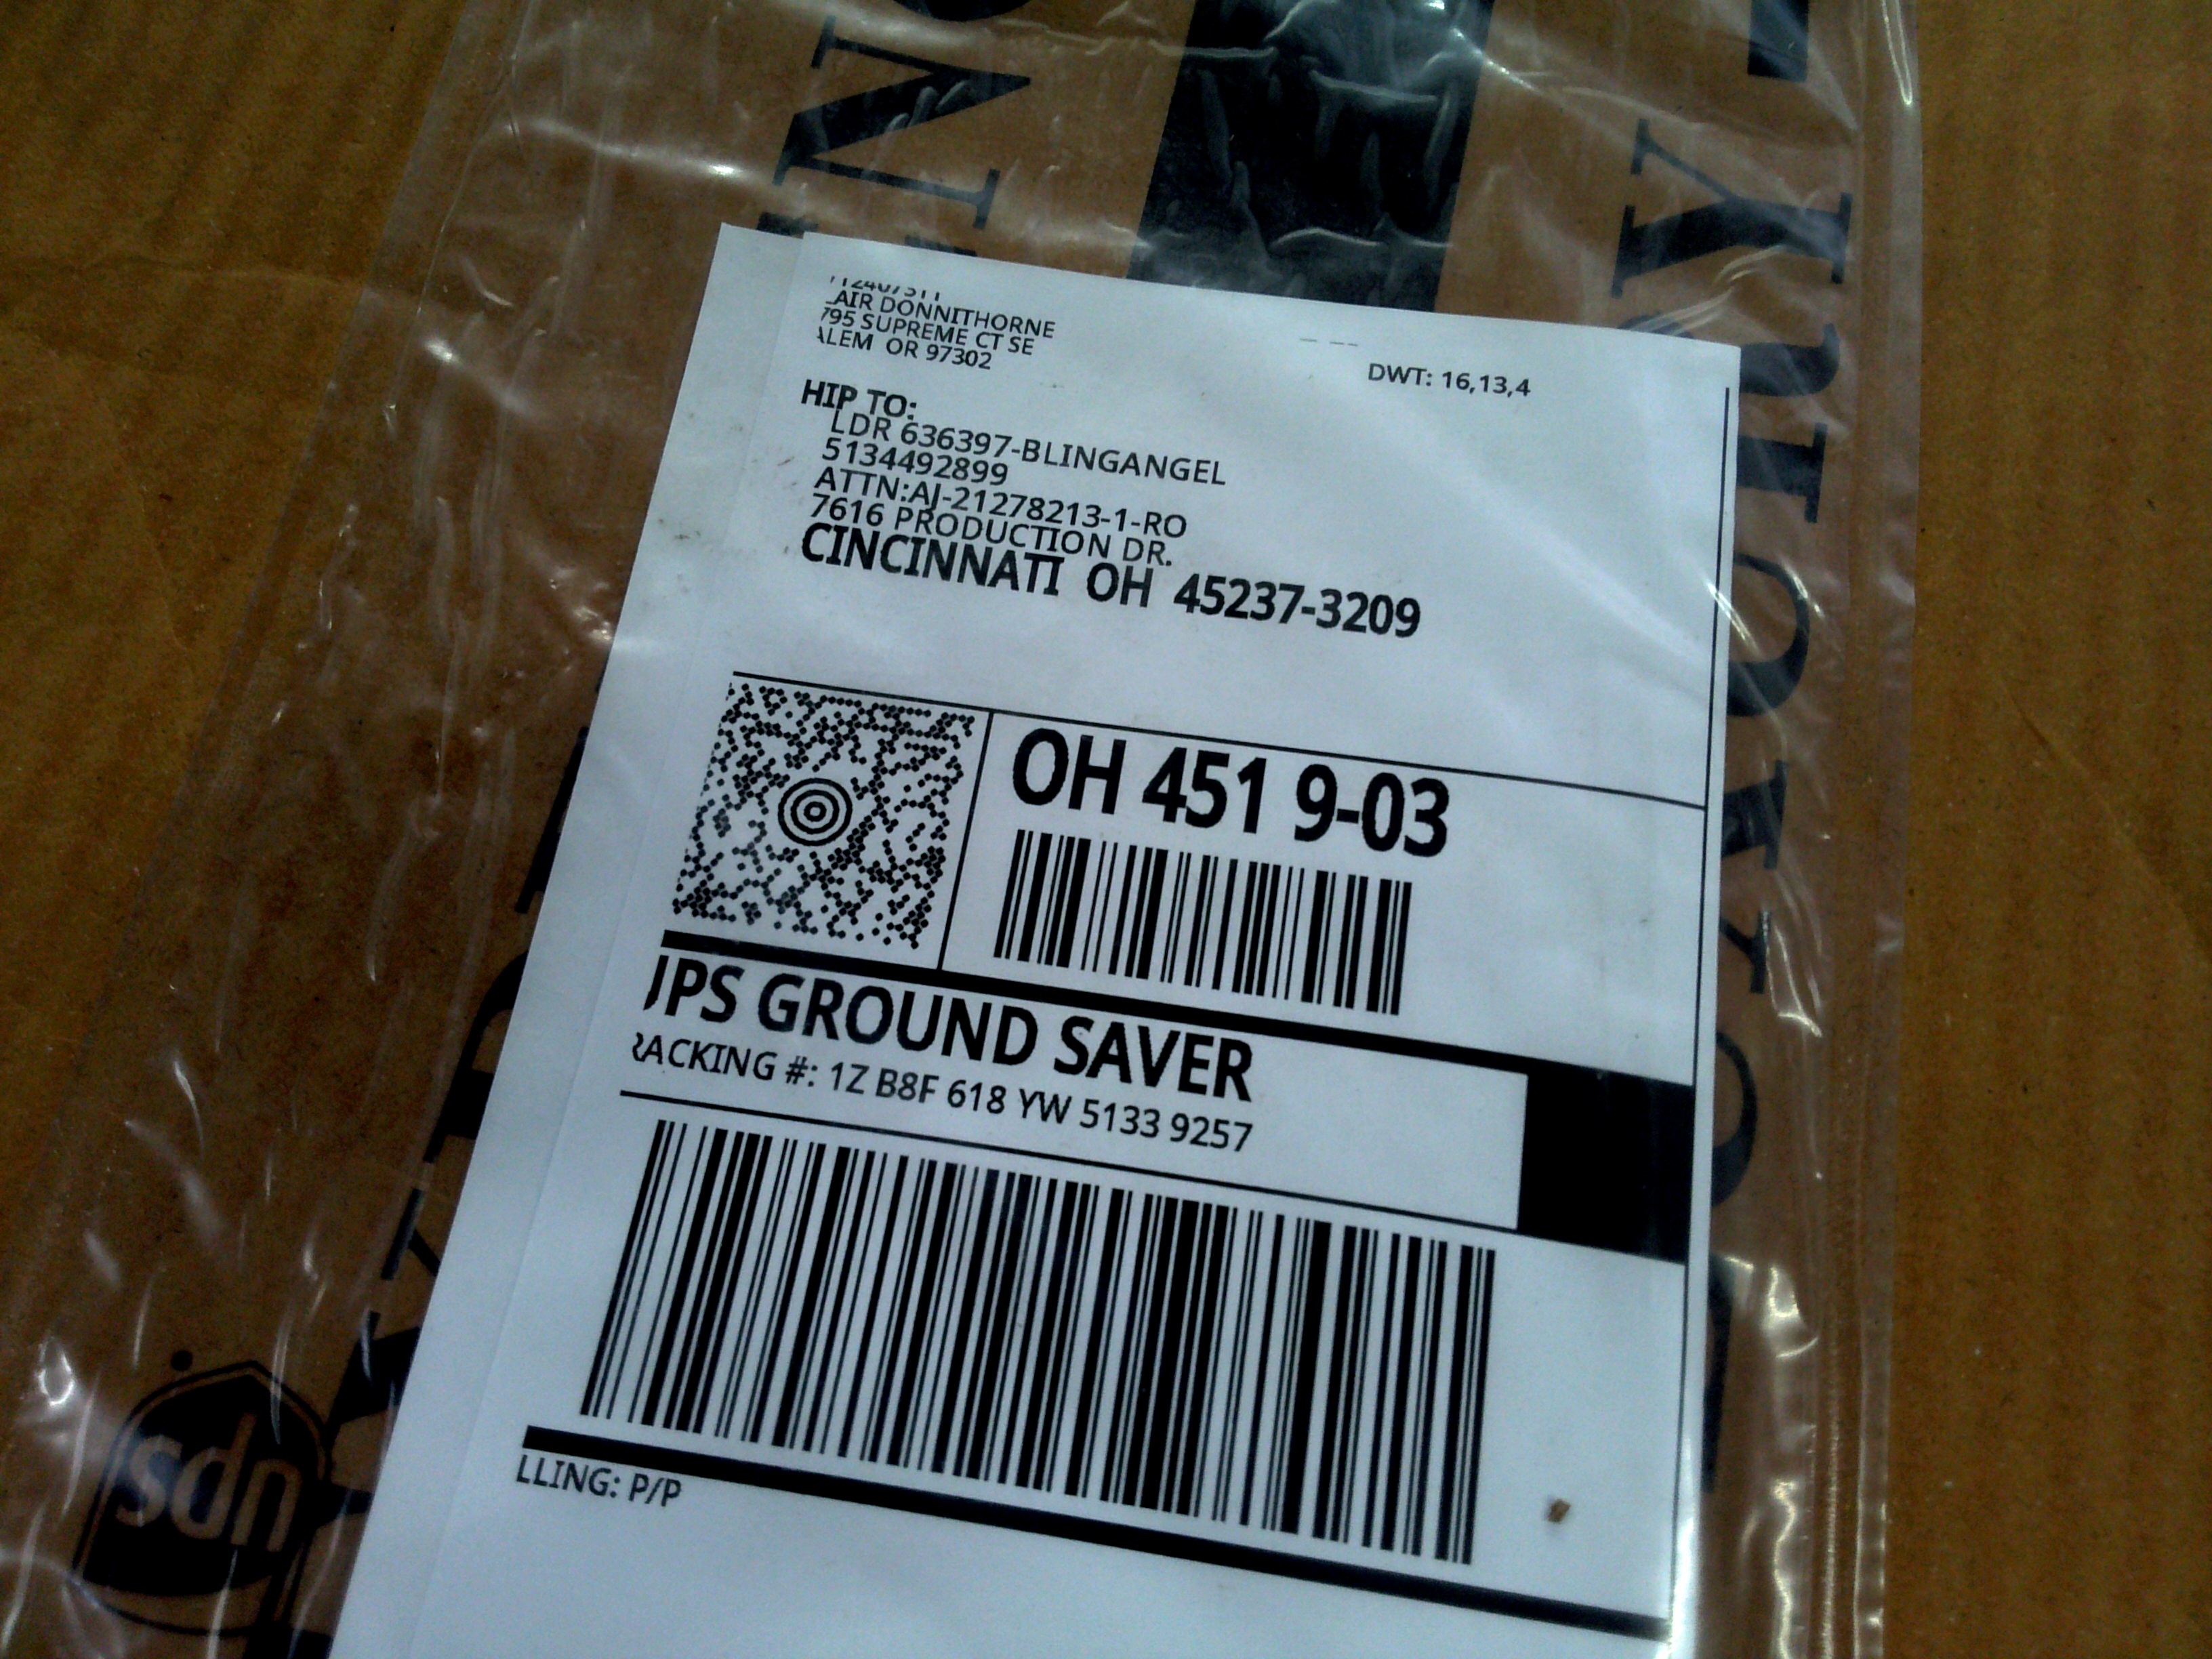 AIR DONNITHORNE
795 SUPREME CT SE
ALEM OR 97302
DWT: 16,13,4
HIP TO:
LDR 636397-BLINGANGEL
5134492899
ATTN:AJ-21278213-1-RO
7616 PRODUCTION DR.
CINCINNATI OH 45237-3209
OH 451 9-03
UPS GROUND SAVER
RACKING #: 1Z B8F 618 YW 5133 9257
LLING: P/P
ups